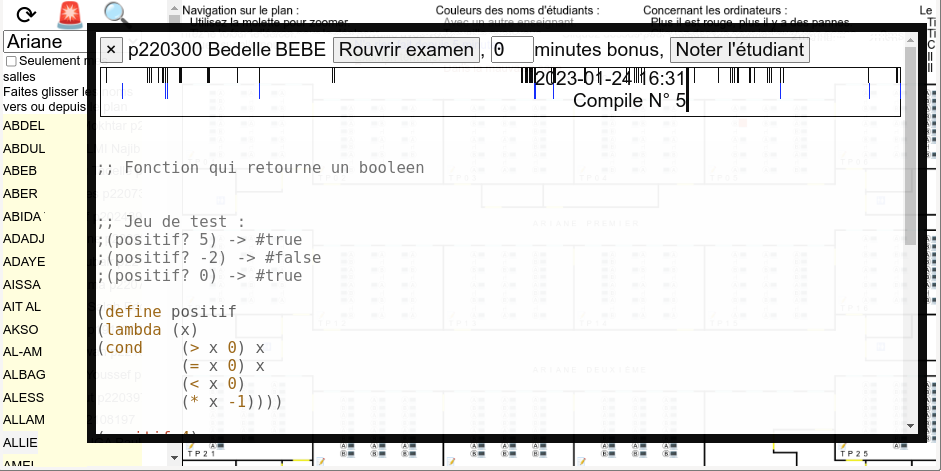 Navigation sur le plan :
Utilisez la molette pour zoomer
Couleurs des noms d'étudiants :
Avec un autre enseignant
Concernant les ordinateurs :
Plus il est rouge, plus il y a des pannes
Le
Ariane
Seulement
salles
Faites glisser le
vers ou depuis
× p220300 Bedelle BEBE Rouvrir examen, 0 minutes bonus, Noter l'étudiant
2023-01-24 16:31
Compile N° 5
;; Fonction qui retourne un booleen
;; Jeu de test :
;(positif? 5) -> #true
;(positif? -2) -> #false
;(positif? 0) -> #true
(define positif
(lambda (x)
(cond (> x 0) x
(= x 0) x
(< x 0)
(* x -1))))
ABDEL
ABDUL
ABEB
ABER
ABIDA
ADADJ
ADAYE
AISSA
AIT AL
AKSO
AL-AM
ALBAG
ALESS
ALLAM
ALLIE
TP21
TP25